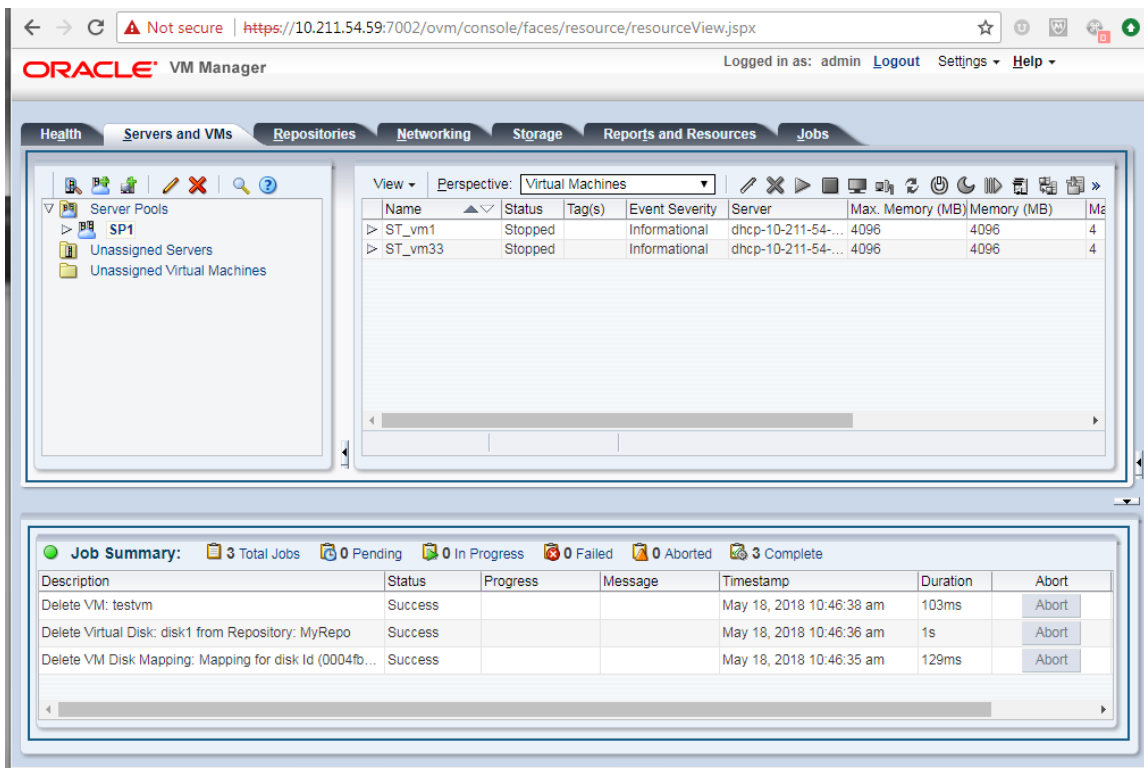 Not secure | https://10.211.54.59:7002/ovm/console/faces/resource/resourceView.jspx
ORACLE VM Manager
Logged in as: admin Logout Settings Help
Health Servers and VMs Repositories Networking Storage Reports and Resources Jobs
View Perspective: Virtual Machines »
Server Pools
SP1
Unassigned Servers
Unassigned Virtual Machines
Name Status Tag(s) Event Severity Server Max. Memory (MB) Memory (MB) Ma
ST_vm1 Stopped Informational dhcp-10-211-54-... 4096 4096 4
ST_vm33 Stopped Informational dhcp-10-211-54-... 4096 4096 4
Job Summary: 3 Total Jobs 0 Pending 0 In Progress 0 Failed 0 Aborted 3 Complete
Description Status Progress Message Timestamp Duration Abort
Delete VM: testvm Success May 18, 2018 10:46:38 am 103ms Abort
Delete Virtual Disk: disk1 from Repository: MyRepo Success May 18, 2018 10:46:36 am 1s Abort
Delete VM Disk Mapping: Mapping for disk Id (0004fb... Success May 18, 2018 10:46:35 am 129ms Abort